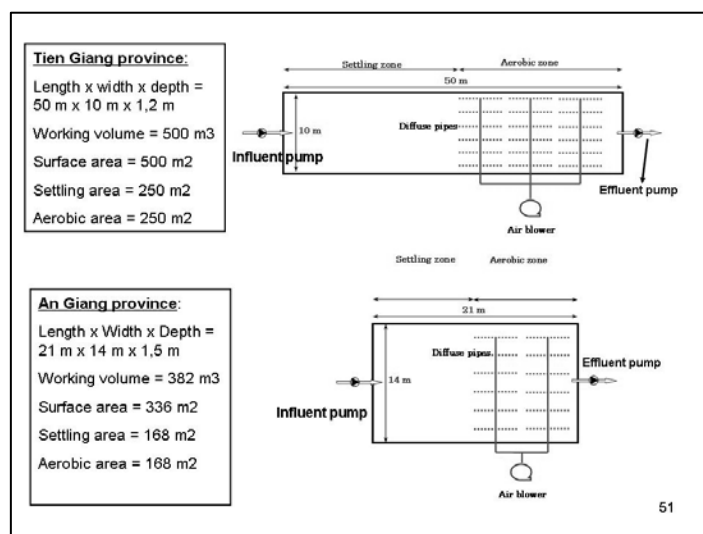 Tien Giang province:
Length x width x depth =
50 m x 10 m x 1,2 m
Working volume = 500 m3
Surface area = 500 m2
Settling area = 250 m2
Aerobic area = 250 m2
Settling zone
Aerobic zone
50 m
10 m
Diffuse pipes
Influent pump
Effluent pump
Air blower
An Giang province:
Length x Width x Depth =
21 m x 14 m x 1,5 m
Working volume = 382 m3
Surface area = 336 m2
Settling area = 168 m2
Aerobic area = 168 m2
Settling zone
Aerobic zone
21 m
Diffuse pipes
14 m
Effluent pump
Influent pump
Air blower
51